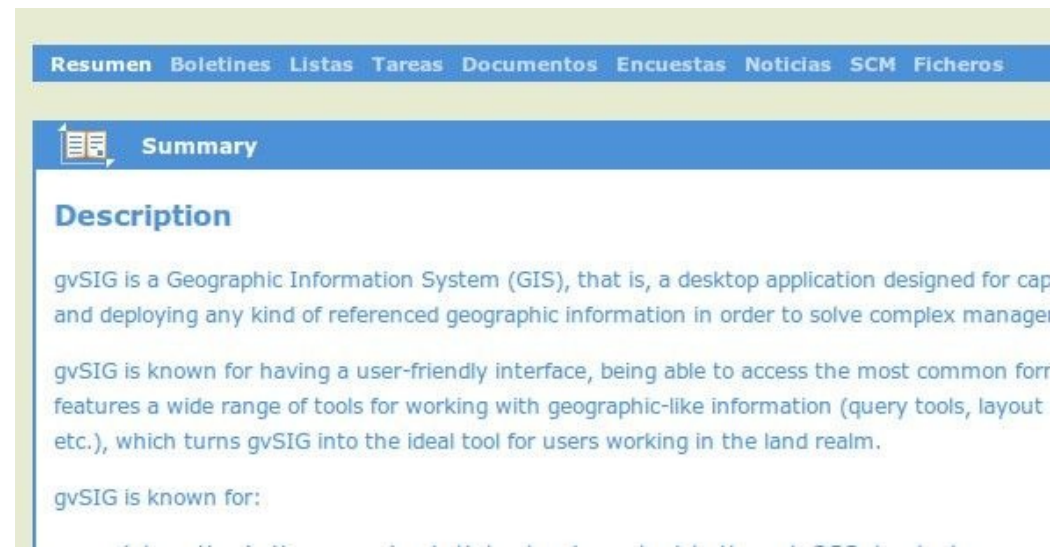 Resumen Boletines Listas Tareas Documentos Encuestas Noticias SCM Ficheros
Summary
Description
gvSIG is a Geographic Information System (GIS), that is, a desktop application designed for cap
and deploying any kind of referenced geographic information in order to solve complex manage
gvSIG is known for having a user-friendly interface, being able to access the most common for
features a wide range of tools for working with geographic-like information (query tools, layout
etc.), which turns gvSIG into the ideal tool for users working in the land realm.
gvSIG is known for: